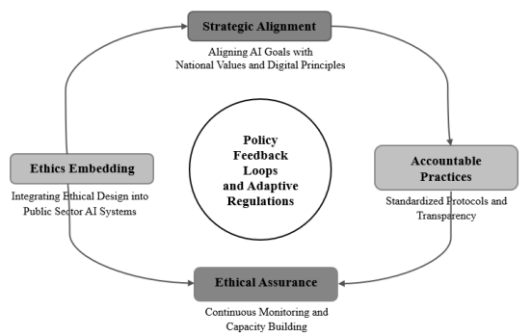 Strategic Alignment
Aligning AI Goals with
National Values and Digital Principles
Policy
Feedback
Loops
and Adaptive
Regulations
Ethics Embedding
Integrating Ethical Design into
Public Sector AI Systems
Accountable
Practices
Standardized Protocols and
Transparency
Ethical Assurance
Continuous Monitoring and
Capacity Building